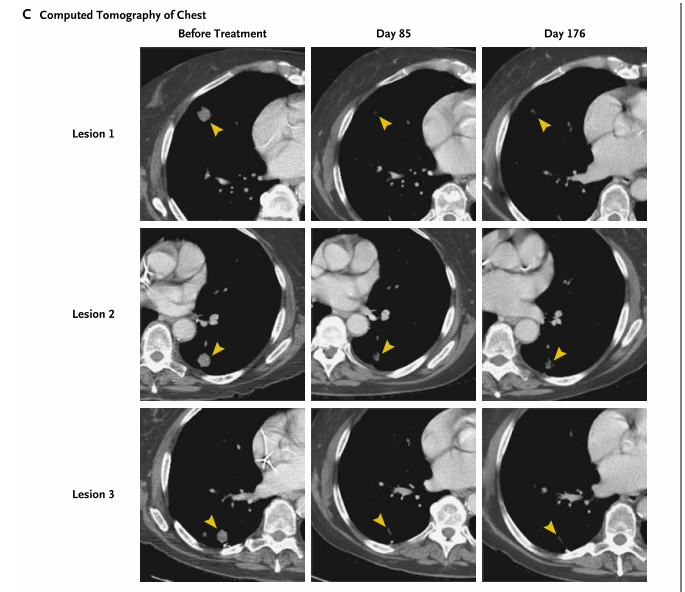 C Computed Tomography of Chest
Before Treatment Day 85 Day 176
Lesion 1
Lesion 2
Lesion 3